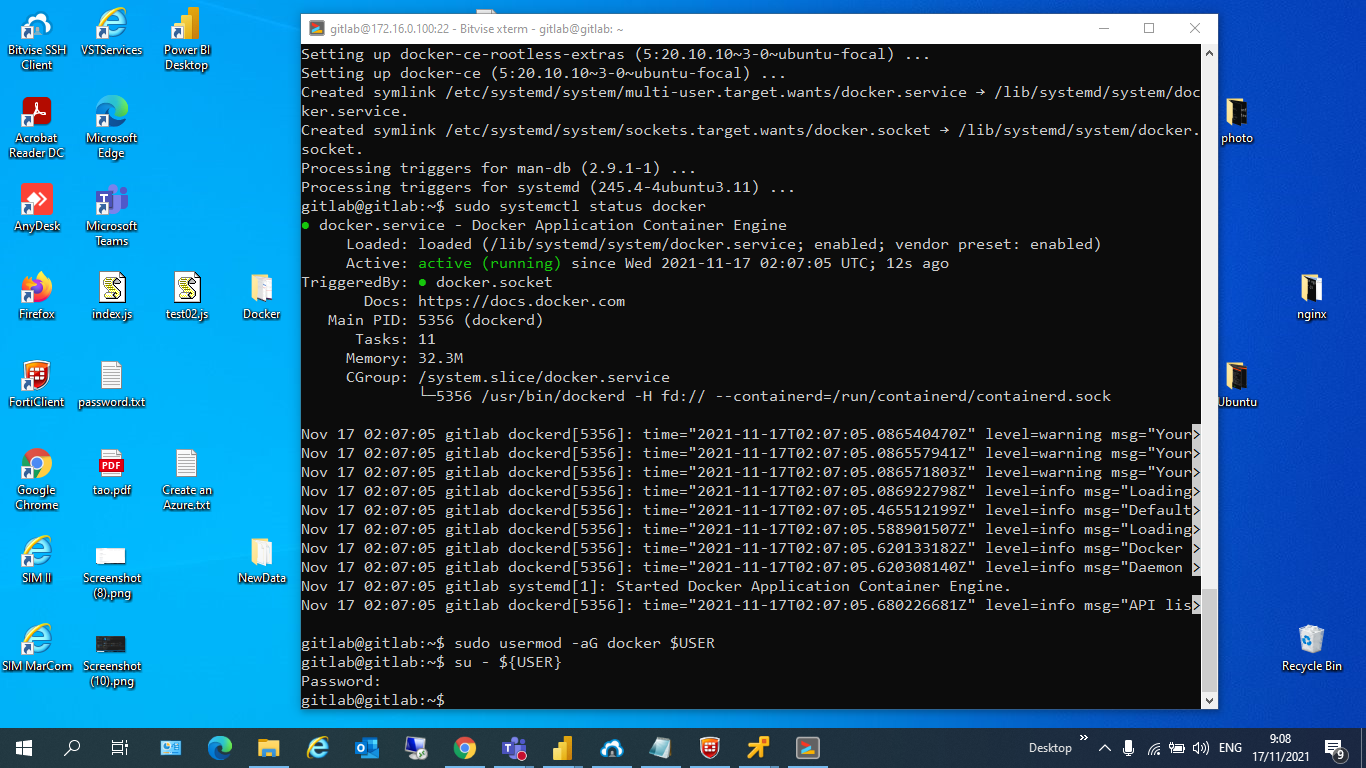 Bitvise SSH
Client
VSTServices
Power BI
Desktop
Acrobat
Reader DC
Microsoft
Edge
AnyDesk
Microsoft
Teams
Firefox
index.js
test02.js
Docker
FortiClient
password.txt
PDF
Google
Chrome
tao.pdf
Create an
Azure.txt
SIM II
Screenshot
(8).png
NewData
SIM MarCom
Screenshot
(10).png
gitlab@172.16.0.100:22 - Bitvise xterm - gitlab@gitlab: ~
Setting up docker-ce-rootless-extras (5:20.10.10~3-0~ubuntu-focal) ...
Setting up docker-ce (5:20.10.10~3-0~ubuntu-focal) ...
Created symlink /etc/systemd/system/multi-user.target.wants/docker.service → /lib/systemd/system/doc
ker.service.
Created symlink /etc/systemd/system/sockets.target.wants/docker.socket → /lib/systemd/system/docker.
socket.
Processing triggers for man-db (2.9.1-1) ...
Processing triggers for systemd (245.4-4ubuntu3.11) ...
gitlab@gitlab:~$ sudo systemctl status docker
● docker.service - Docker Application Container Engine
Loaded: loaded (/lib/systemd/system/docker.service; enabled; vendor preset: enabled)
Active: active (running) since Wed 2021-11-17 02:07:05 UTC; 12s ago
TriggeredBy: ● docker.socket
Docs: https://docs.docker.com
Main PID: 5356 (dockerd)
Tasks: 11
Memory: 32.3M
CGroup: /system.slice/docker.service
└─5356 /usr/bin/dockerd -H fd:// --containerd=/run/containerd/containerd.sock
Nov 17 02:07:05 gitlab dockerd[5356]: time="2021-11-17T02:07:05.086540470Z" level=warning msg="Your>
Nov 17 02:07:05 gitlab dockerd[5356]: time="2021-11-17T02:07:05.086557941Z" level=warning msg="Your>
Nov 17 02:07:05 gitlab dockerd[5356]: time="2021-11-17T02:07:05.086571803Z" level=warning msg="Your>
Nov 17 02:07:05 gitlab dockerd[5356]: time="2021-11-17T02:07:05.086922798Z" level=info msg="Loading>
Nov 17 02:07:05 gitlab dockerd[5356]: time="2021-11-17T02:07:05.465512199Z" level=info msg="Default>
Nov 17 02:07:05 gitlab dockerd[5356]: time="2021-11-17T02:07:05.588901507Z" level=info msg="Loading>
Nov 17 02:07:05 gitlab dockerd[5356]: time="2021-11-17T02:07:05.620133182Z" level=info msg="Docker >
Nov 17 02:07:05 gitlab dockerd[5356]: time="2021-11-17T02:07:05.620308140Z" level=info msg="Daemon >
Nov 17 02:07:05 gitlab systemd[1]: Started Docker Application Container Engine.
Nov 17 02:07:05 gitlab dockerd[5356]: time="2021-11-17T02:07:05.680226681Z" level=info msg="API lis>
gitlab@gitlab:~$ sudo usermod -aG docker $USER
gitlab@gitlab:~$ su - ${USER}
Password:
gitlab@gitlab:~$
photo
nginx
Ubuntu
Recycle Bin
Desktop
ENG
9:08
17/11/2021
9